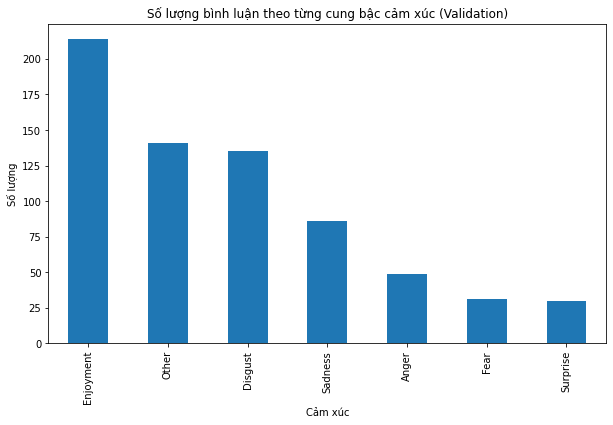 Số lượng bình luận theo từng cung bậc cảm xúc (Validation)
Số lượng
200
175
150
125
100
75
50
25
0
Enjoyment
Other
Disgust
Sadness
Anger
Fear
Surprise
Cảm xúc